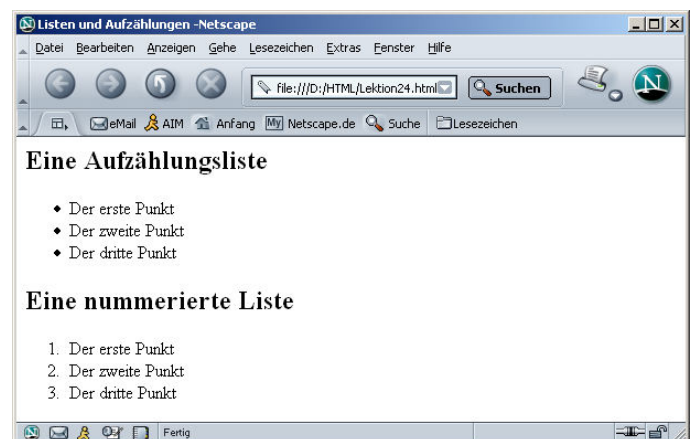 Listen und Aufzählungen -Netscape
Datei Bearbeiten Anzeigen Gehe Lesezeichen Extras Fenster Hilfe
file:///D:/HTML/Lektion24.html Suchen N
eMail AIM Anfang My Netscape.de Suche Lesezeichen
Eine Aufzählungsliste
• Der erste Punkt
• Der zweite Punkt
• Der dritte Punkt
Eine nummerierte Liste
1. Der erste Punkt
2. Der zweite Punkt
3. Der dritte Punkt
Fertig